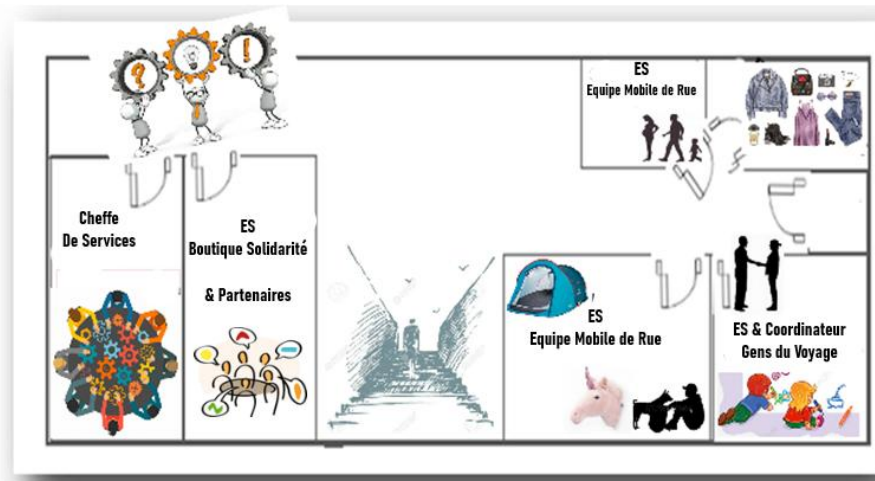 ?
!
ES
Equipe Mobile de Rue
Cheffe
De Services
ES
Boutique Solidarité
& Partenaires
ES
Equipe Mobile de Rue
ES & Coordinateur
Gens du Voyage